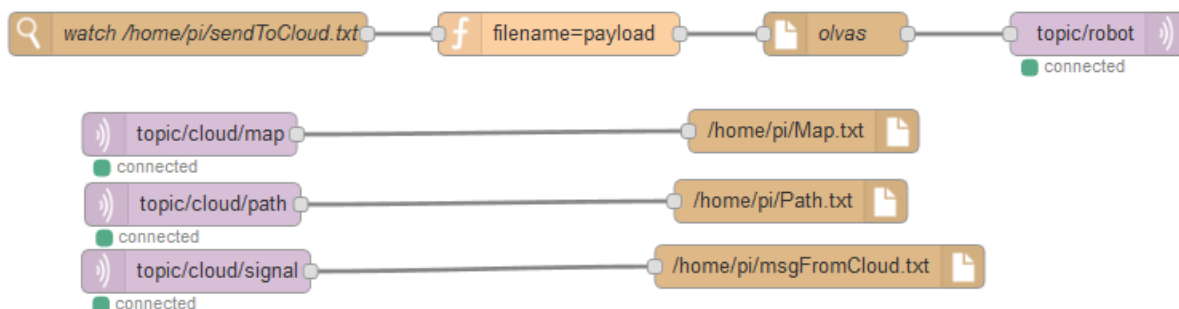 watch /home/pi/sendToCloud.txt
filename=payload
olvas
topic/robot
connected
topic/cloud/map
/home/pi/Map.txt
connected
topic/cloud/path
/home/pi/Path.txt
connected
topic/cloud/signal
/home/pi/msgFromCloud.txt
connected